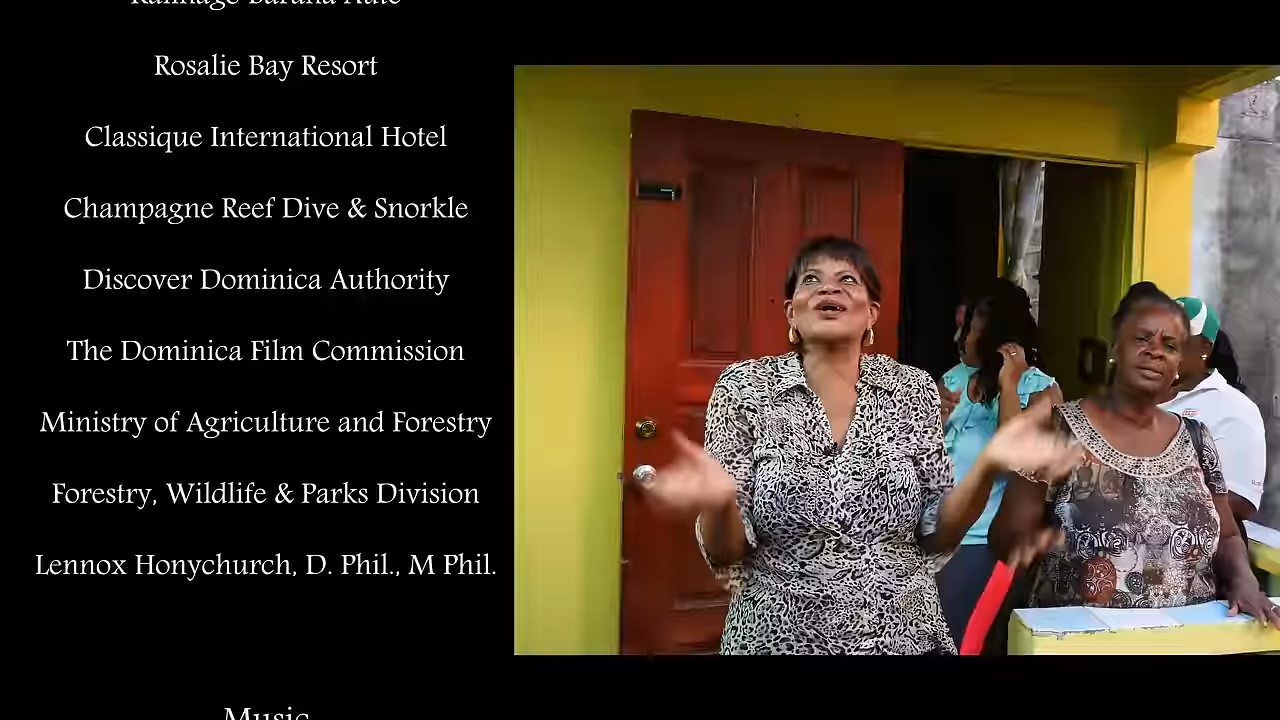 Rosalie Bay Resort
Classique International Hotel
Champagne Reef Dive & Snorkle
Discover Dominica Authority
The Dominica Film Commission
Ministry of Agriculture and Forestry
Forestry, Wildlife & Parks Division
Lennox Honychurch, D. Phil., M Phil.
Music